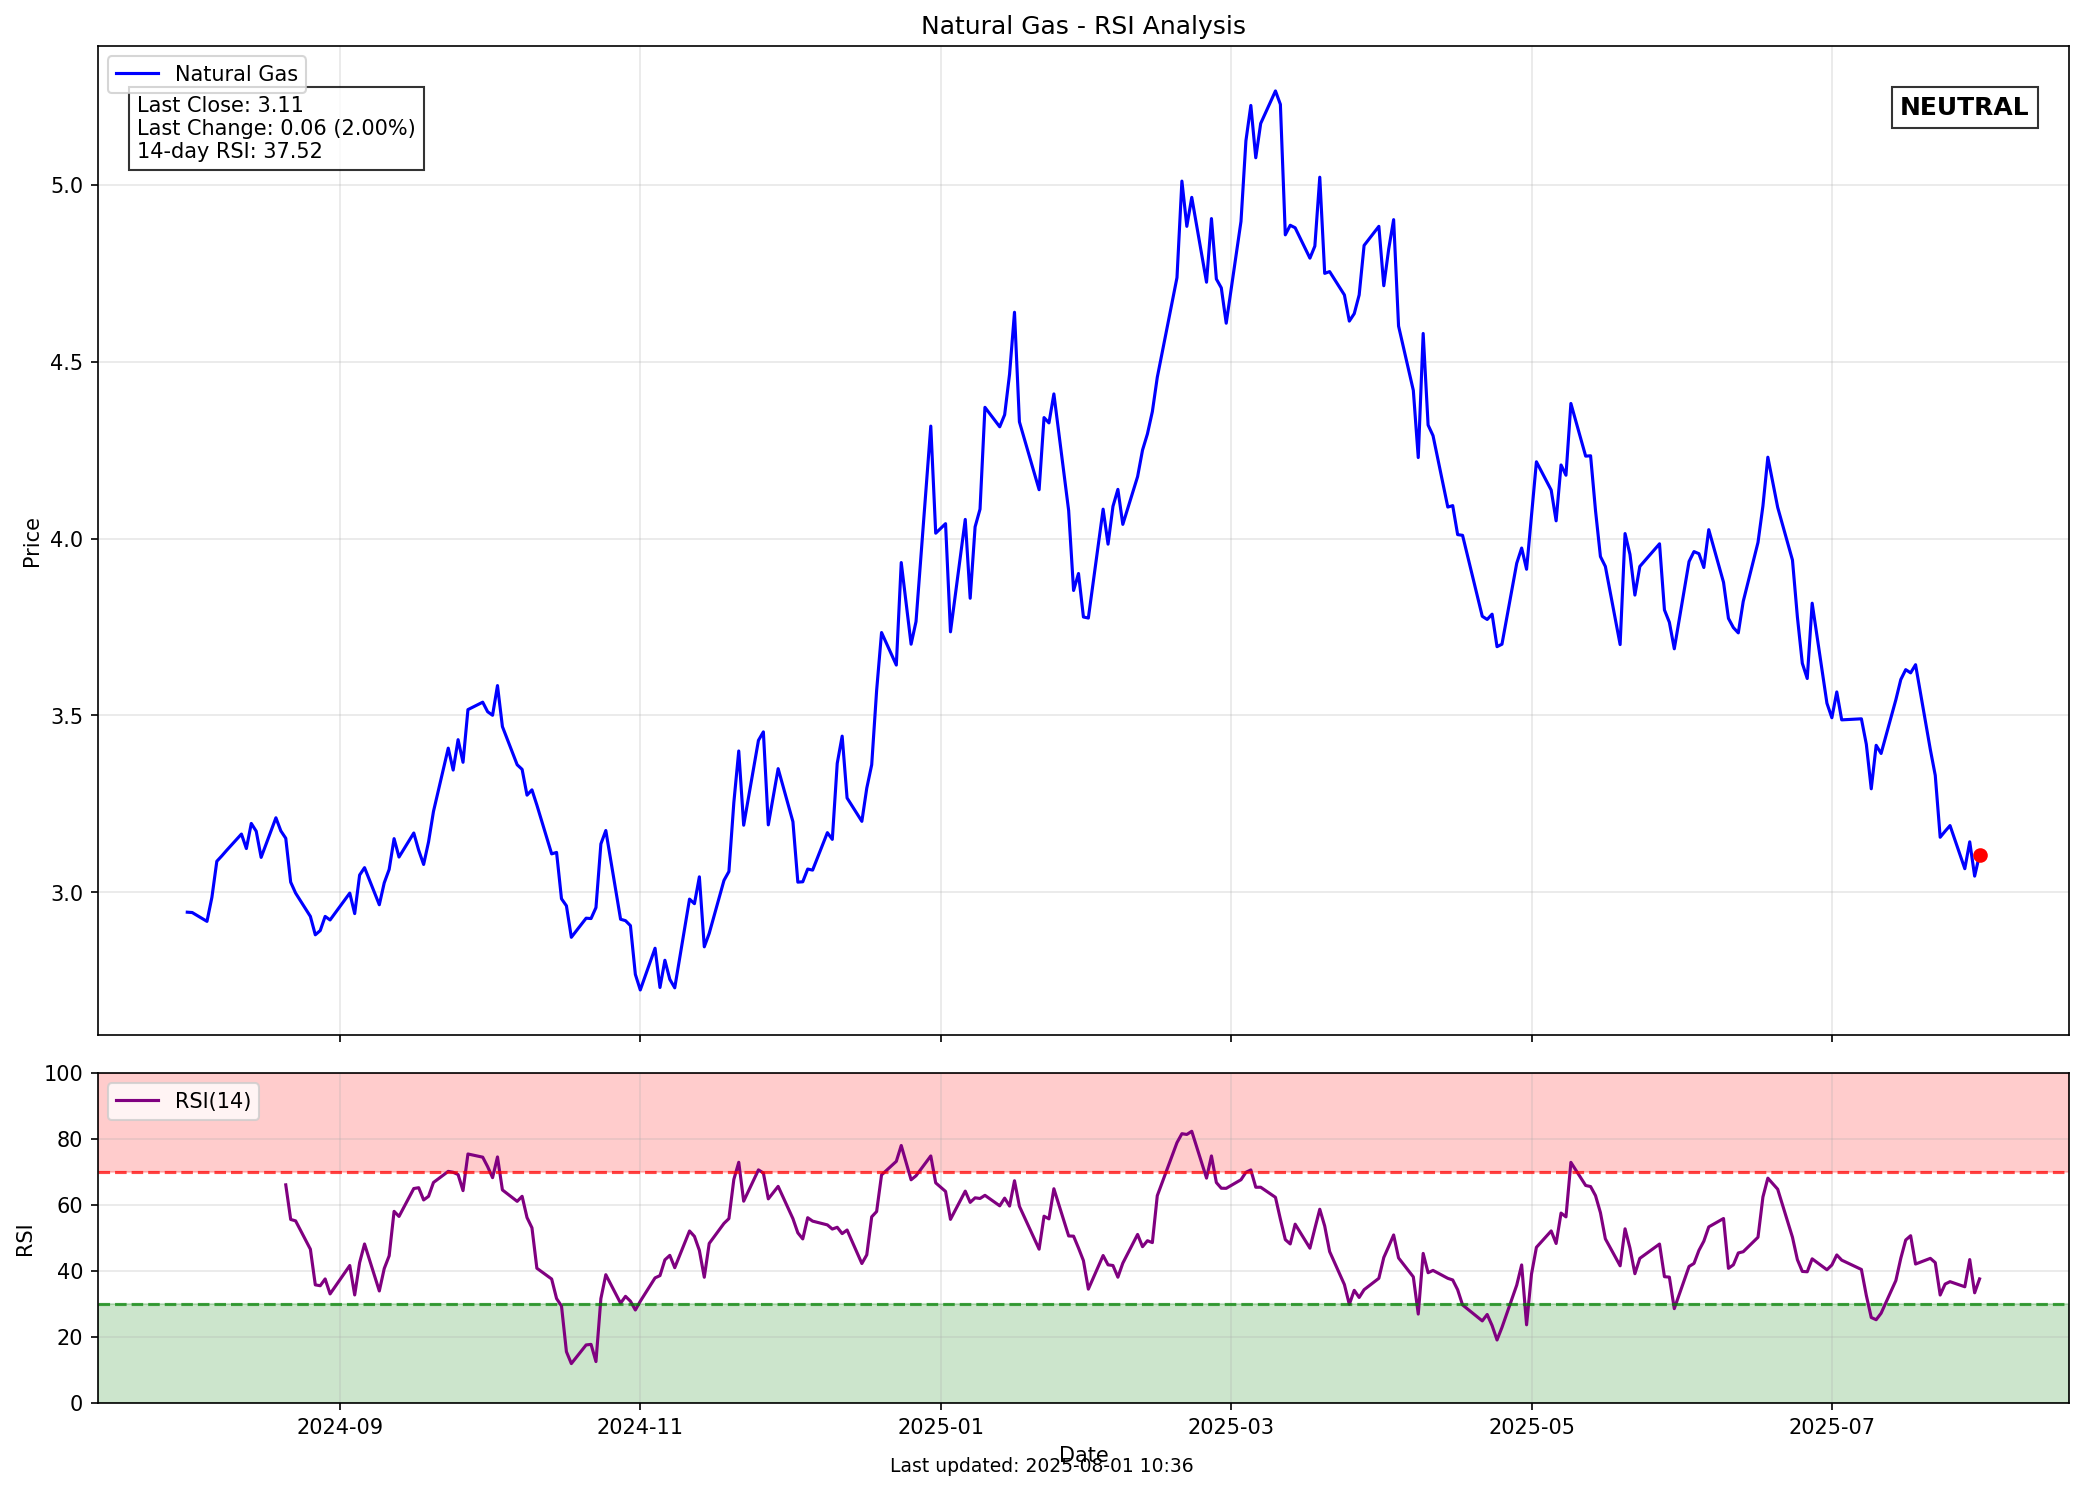 Natural Gas - RSI Analysis
Natural Gas
Last Close: 3.11
Last Change: 0.06 (2.00%)
14-day RSI: 37.52
NEUTRAL
Price
5.0
4.5
4.0
3.5
3.0
RSI(14)
RSI
100
80
60
40
20
0
2024-09
2024-11
2025-01
2025-03
2025-05
2025-07
Date
Last updated: 2025-08-01 10:36